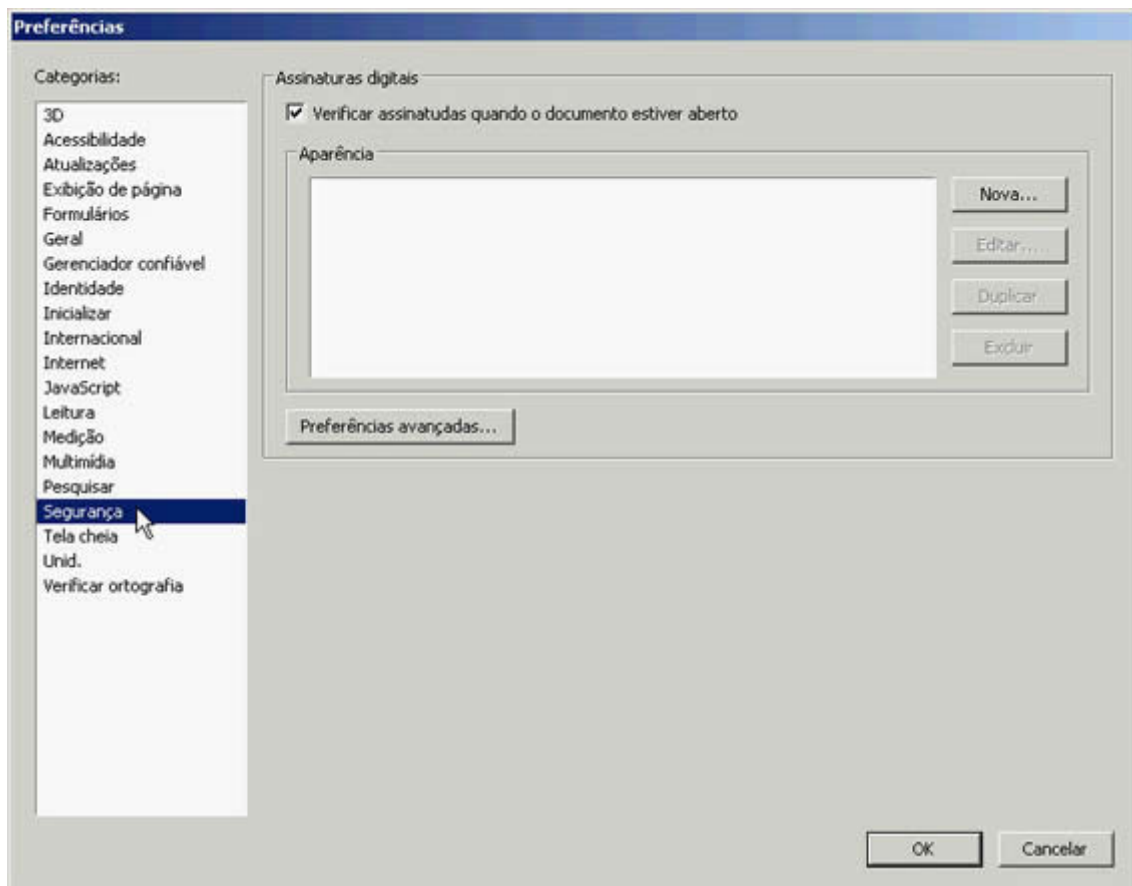 Preferências
Categorias:
3D
Acessibilidade
Atualizações
Exibição de página
Formulários
Geral
Gerenciador confiável
Identidade
Inicializar
Internacional
Internet
JavaScript
Leitura
Medição
Multimídia
Pesquisar
Segurança
Tela cheia
Unid.
Verificar ortografia
Assinaturas digitais
Verificar assinatudas quando o documento estiver aberto
Aparência
Nova...
Editar.....
Duplicar
Excluir
Preferências avançadas...
OK
Cancelar